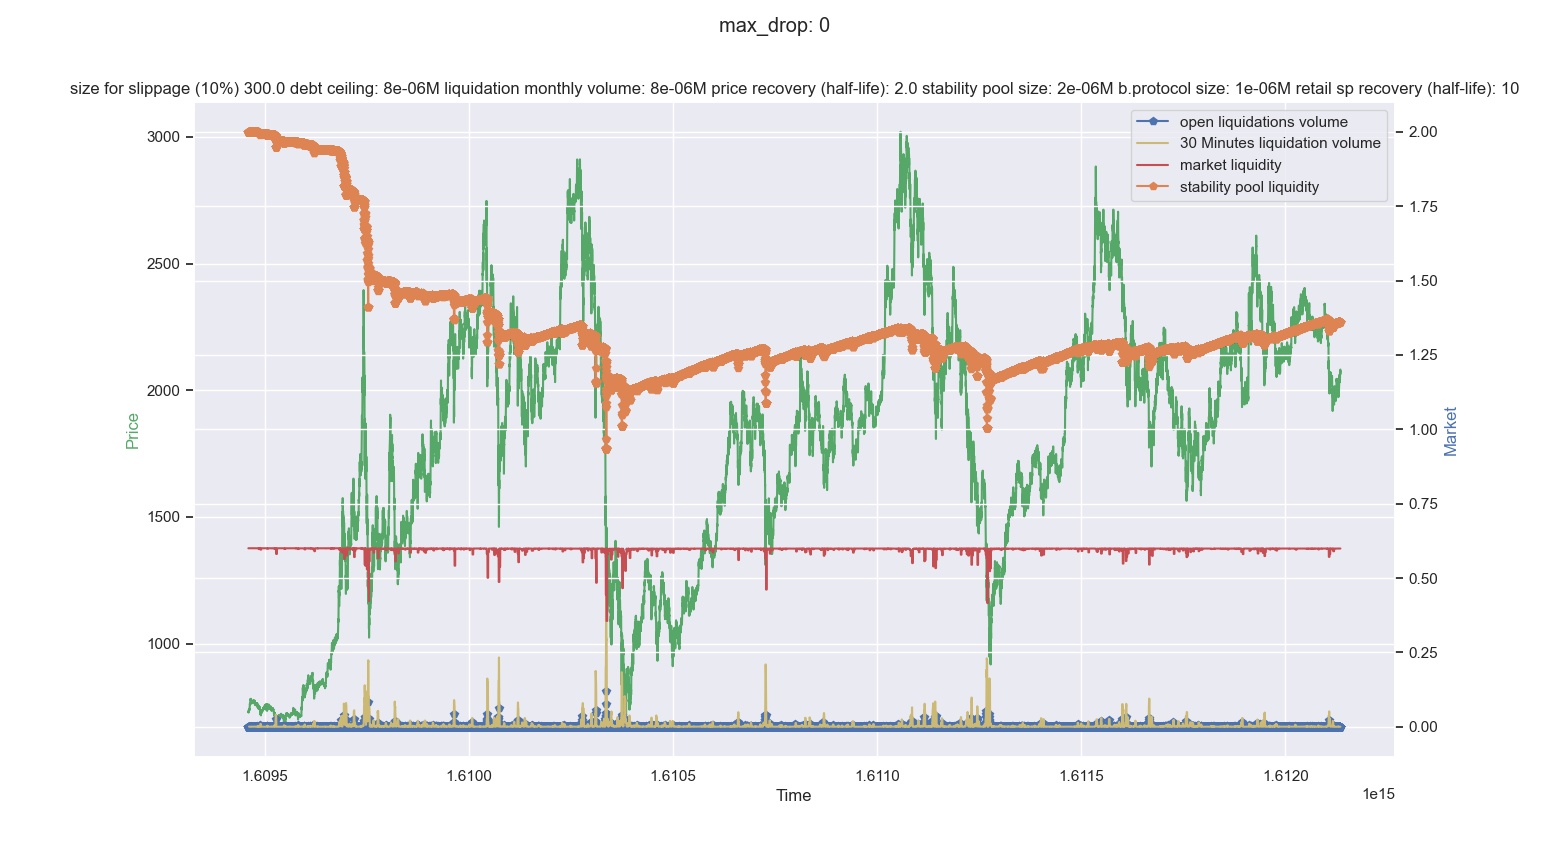 max_drop: 0
size for slippage (10%) 300.0 debt ceiling: 8e-06M liquidation monthly volume: 8e-06M price recovery (half-life): 2.0 stability pool size: 2e-06M b.protocol size: 1e-06M retail sp recovery (half-life): 10
open liquidations volume
30 Minutes liquidation volume
market liquidity
stability pool liquidity
3000
2500
2000
1500
1000
Price
2.00
1.75
1.50
1.25
1.00
0.75
0.50
0.25
0.00
Market
1.6095
1.6100
1.6105
1.6110
1.6115
1.6120
1e15
Time